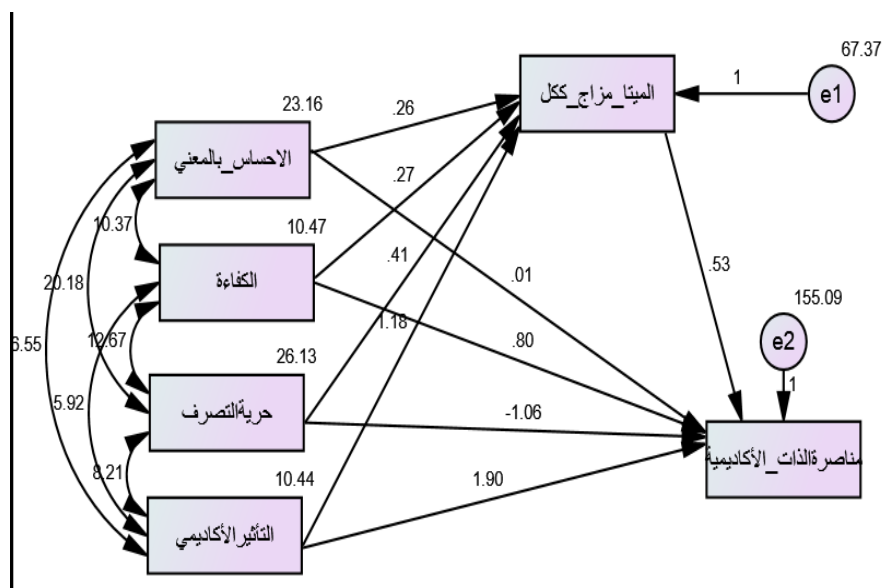 67.37
الميتا_مزاج_ككل
1
e1
23.16
.26
الاحساس_بالمعني
.27
10.37
10.47
.41
.53
20.18
الكفاءة
.01
155.09
1.18
e2
6.55
12.67
.80
26.13
1
5.92
حريةالتصرف
-1.06
مناصرةالذات_الأكاديمية
8.21
10.44
1.90
التأثيرالأكاديمي